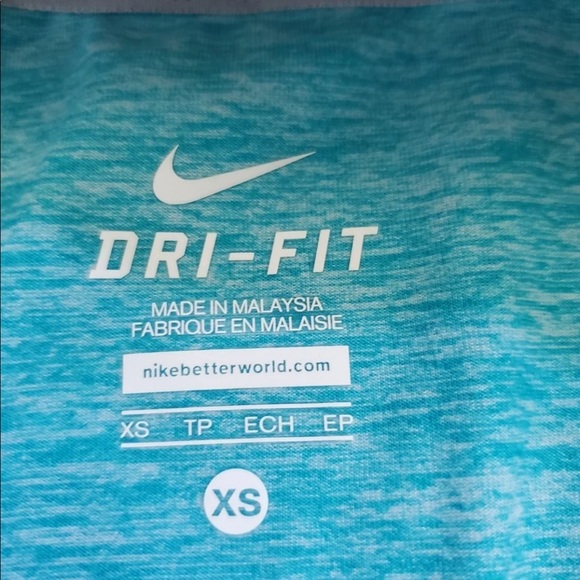 DRI-FIT
MADE IN MALAYSIA
FABRIQUE EN MALAISIE
nikebetterworld.com
XS TP ECH EP
XS